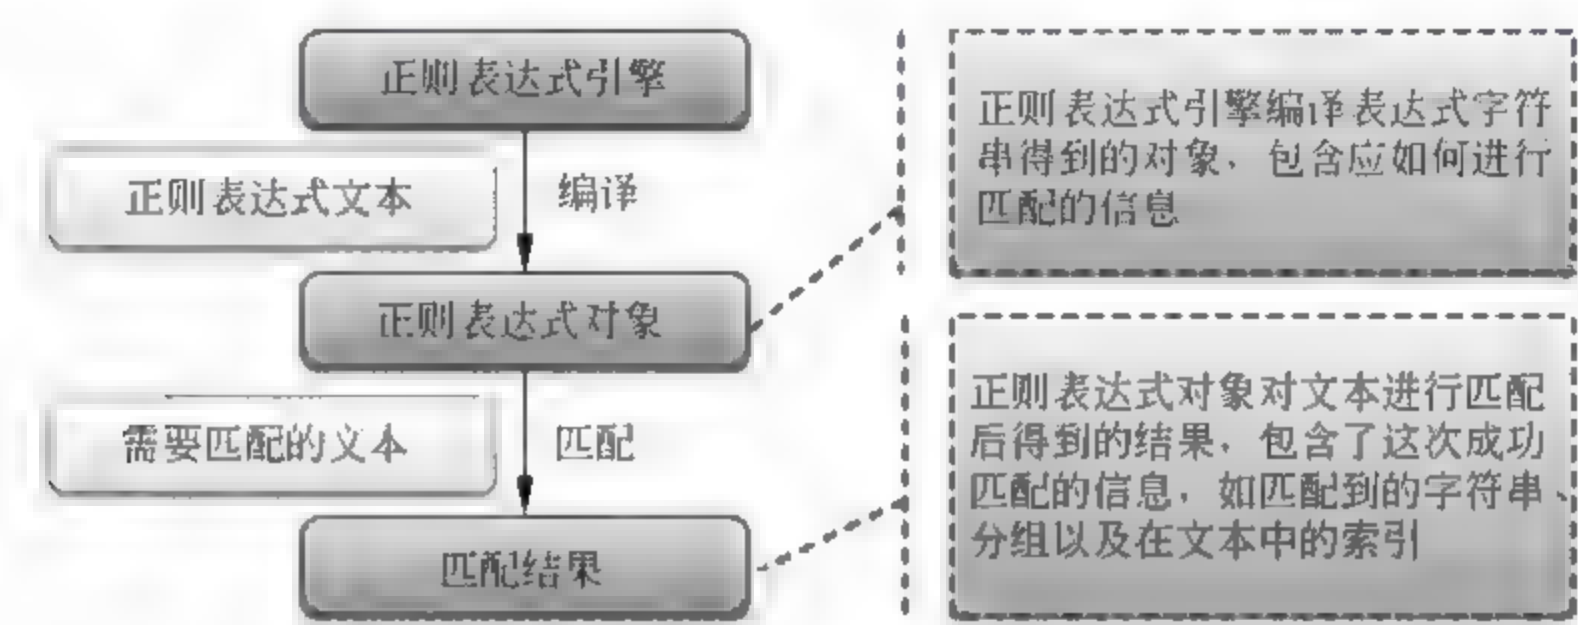 正则表达式引擎
正则表达式文本
编译
正则表达式对象
需要匹配的文本
匹配
匹配结果
正则表达式引擎编译表达式字符
串得到的对象，包含应如何进行
匹配的信息
正则表达式对象对文本进行匹配
后得到的结果，包含了这次成功
匹配的信息，如匹配到的字符串、
分组以及在文本中的索引